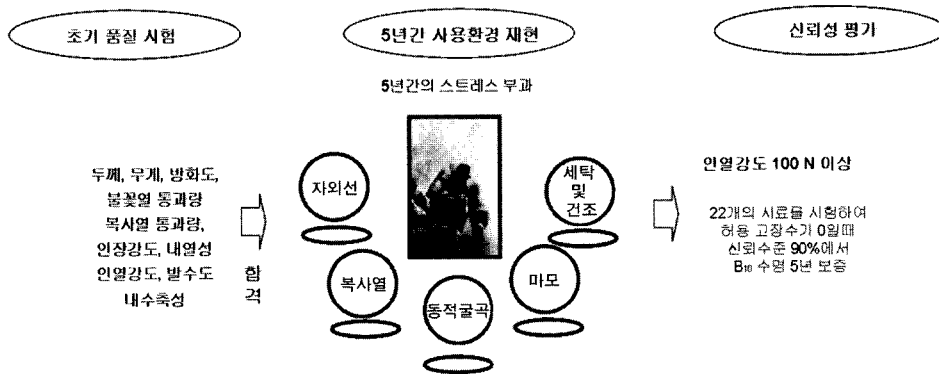 초기 품질 시험
5년간 사용환경 재현
신뢰성 평가
5년간의 스트레스 부과
두께, 무게, 방화도,
불꽃열 통과량
복사열 통과량,
인장강도, 내열성
인열강도, 발수도
내수축성
합
격
자외선
복사열
동적굴곡
마모
세탁
및
건조
인열강도 100 N 이상
22개의 시료를 시험하여
허용 고장수가 0일때
신뢰수준 90%에서
B₁₀ 수명 5년 보증